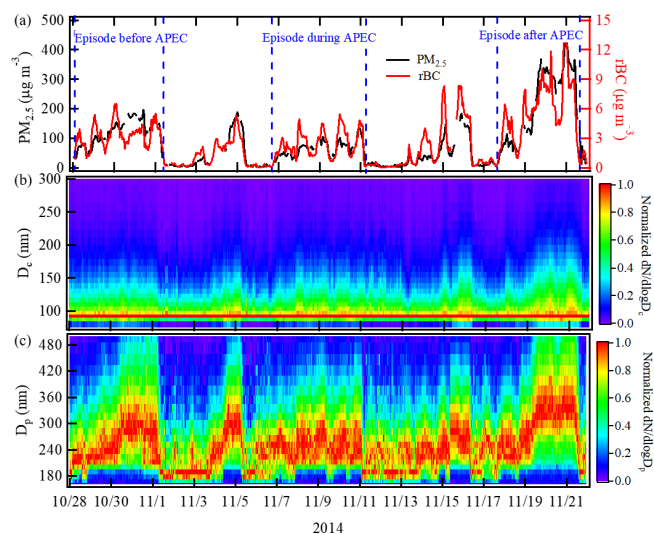 (a)
500
400
300
200
100
0
PM2.5 (μg m-3)
Episode before APEC
Episode during APEC
Episode after APEC
PM2.5
rBC
15
12
9
6
3
0
rBC (μg m-3)
(b)
300
250
200
150
100
Dc (nm)
1.0
0.8
0.6
0.4
0.2
0.0
Normalized dN/dlogDc
(c)
480
420
360
300
240
180
Dp (nm)
1.0
0.8
0.6
0.4
0.2
0.0
Normalized dN/dlogDp
10/28 10/30 11/1 11/3 11/5 11/7 11/9 11/11 11/13 11/15 11/17 11/19 11/21
2014